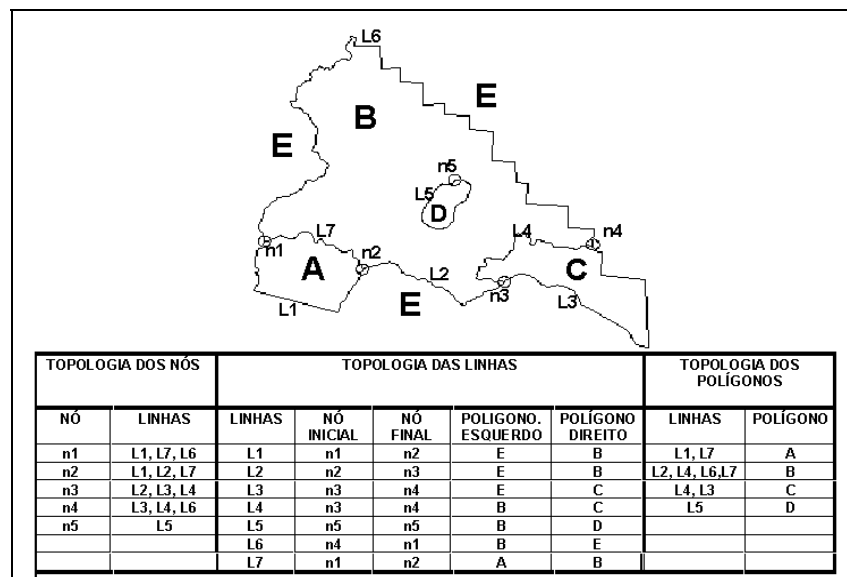 L6
B
E
E
n5
L5
D
L7
L4
n4
n1
n2
A
L2
C
n3
L3
L1
E
TOPOLOGIA DOS NÓS TOPOLOGIA DAS LINHAS TOPOLOGIA DOS POLÍGONOS
NÓ LINHAS LINHAS NÓ INICIAL NÓ FINAL POLIGONO. ESQUERDO POLÍGONO DIREITO LINHAS POLÍGONO
n1 L1, L7, L6 L1 n1 n2 E B L1, L7 A
n2 L1, L2, L7 L2 n2 n3 E B L2, L4, L6,L7 B
n3 L2, L3, L4 L3 n3 n4 E C L4, L3 C
n4 L3, L4, L6 L4 n3 n4 B C L5 D
n5 L5 L5 n5 n5 B D
L6 n4 n1 B E
L7 n1 n2 A B